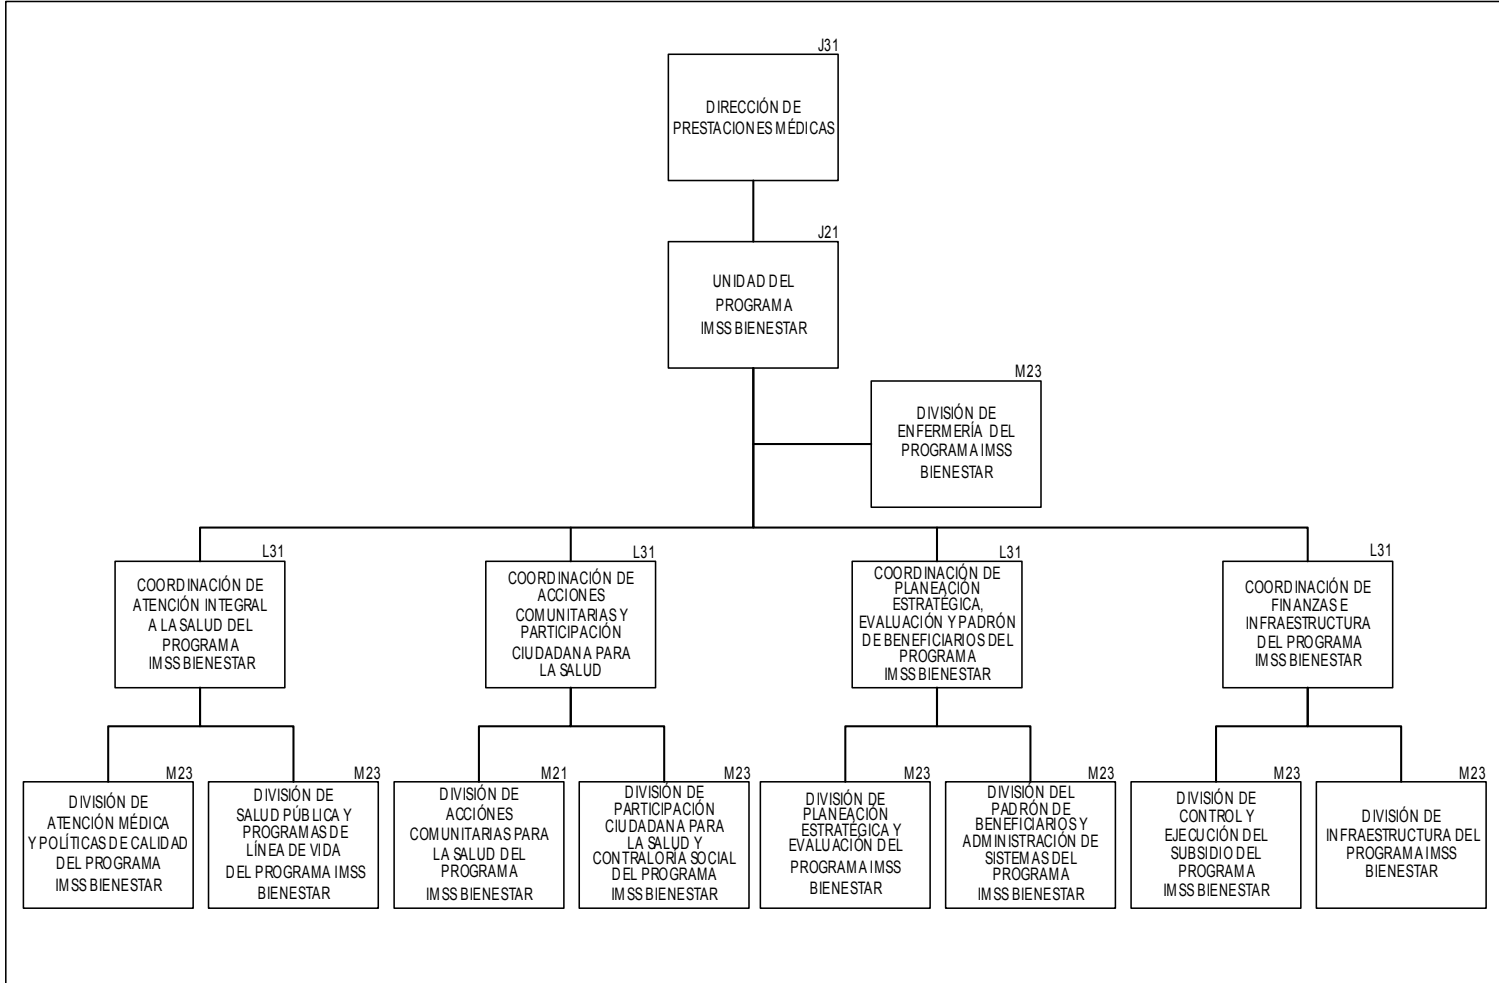 J31
DIRECCIÓN DE
PRESTACIONES MÉDICAS
J21
UNIDAD DEL
PROGRAMA
IMSS BIENESTAR
M23
DIVISIÓN DE
ENFERMERÍA DEL
PROGRAMA IMSS
BIENESTAR
L31
COORDINACIÓN DE
ATENCIÓN INTEGRAL
A LA SALUD DEL
PROGRAMA
IMSS BIENESTAR
L31
COORDINACIÓN DE
ACCIONES
COMUNITARIAS Y
PARTICIPACIÓN
CIUDADANA PARA
LA SALUD
L31
COORDINACIÓN DE
PLANEACIÓN
ESTRATÉGICA,
EVALUACIÓN Y PADRÓN
DE BENEFICIARIOS DEL
PROGRAMA
IMSS BIENESTAR
L31
COORDINACIÓN DE
FINANZAS E
INFRAESTRUCTURA
DEL PROGRAMA
IMSS BIENESTAR
M23
DIVISIÓN DE
ATENCIÓN MÉDICA
Y POLÍTICAS DE CALIDAD
DEL PROGRAMA
IMSS BIENESTAR
M23
DIVISIÓN DE
SALUD PÚBLICA Y
PROGRAMAS DE
LÍNEA DE VIDA
DEL PROGRAMA IMSS
BIENESTAR
M21
DIVISIÓN DE
ACCIONES
COMUNITARIAS PARA
LA SALUD DEL
PROGRAMA
IMSS BIENESTAR
M23
DIVISIÓN DE
PARTICIPACIÓN
CIUDADANA PARA
LA SALUD Y
CONTRALORÍA SOCIAL
DEL PROGRAMA
IMSS BIENESTAR
M23
DIVISIÓN DE
PLANEACIÓN
ESTRATÉGICA Y
EVALUACIÓN DEL
PROGRAMA IMSS
BIENESTAR
M23
DIVISIÓN DEL
PADRÓN DE
BENEFICIARIOS Y
ADMINISTRACIÓN DE
SISTEMAS DEL
PROGRAMA
IMSS BIENESTAR
M23
DIVISIÓN DE
CONTROL Y
EJECUCIÓN DEL
SUBSIDIO DEL
PROGRAMA
IMSS BIENESTAR
M23
DIVISIÓN DE
INFRAESTRUCTURA DEL
PROGRAMA IMSS
BIENESTAR